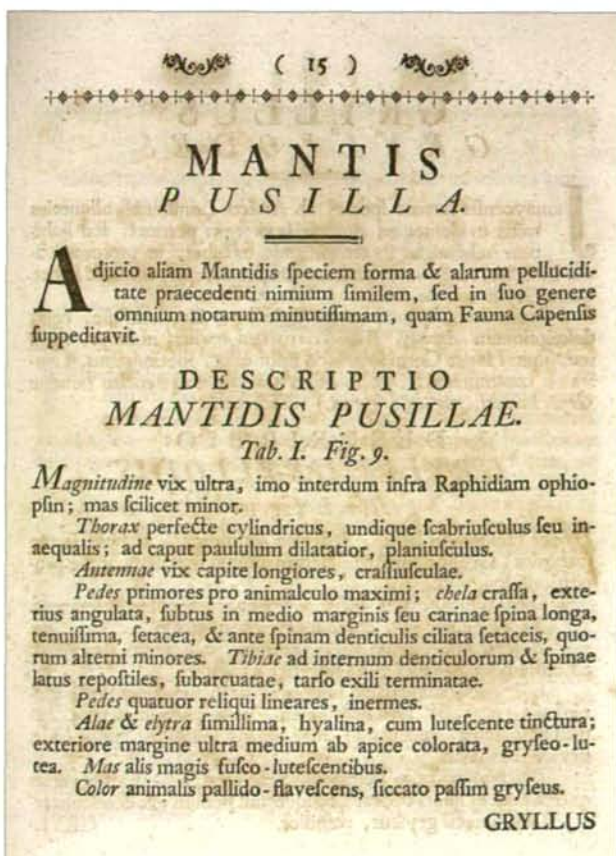 ( 15 )
MANTIS
PUSILLA.
Adjicio aliam Mantidis ſpeciem forma & alarum pellucidi-
tate praecedenti nimium ſimilem, ſed in ſuo genere
omnium notarum minutiſſimam, quam Fauna Capenſis
ſuppeditavit.
DESCRIPTIO
MANTIDIS PUSILLAE.
Tab. I. Fig. 9.
Magnitudine vix ultra, imo interdum infra Raphidiam ophio-
pſin; mas ſcilicet minor.
Thorax perfecte cylindricus, undique ſcabriuſculus ſeu in-
aequalis; ad caput paululum dilatatior, planiuſculus.
Antennae vix capite longiores, craſſiuſculae.
Pedes primores pro animalculo maximi; chela craſſa, exte-
rius angulata, ſubtus in medio marginis ſeu carinae ſpina longa,
tenuiſſima, ſetacea, & ante ſpinam denticulis ciliata ſetaceis, quo-
rum alterni minores. Tibiae ad internum denticulorum & ſpinae
latus repoſtiles, ſubarcuatae, tarſo exili terminatae.
Pedes quatuor reliqui lineares, inermes.
Alae & elytra ſimillima, hyalina, cum luteſcente tinctura;
exteriore margine ultra medium ab apice colorata, gryſeo-lu-
tea. Mas alis magis fuſco-luteſcentibus.
Color animalis pallido-flaveſcens, ſiccato paſſim gryſeus.
GRYLLUS